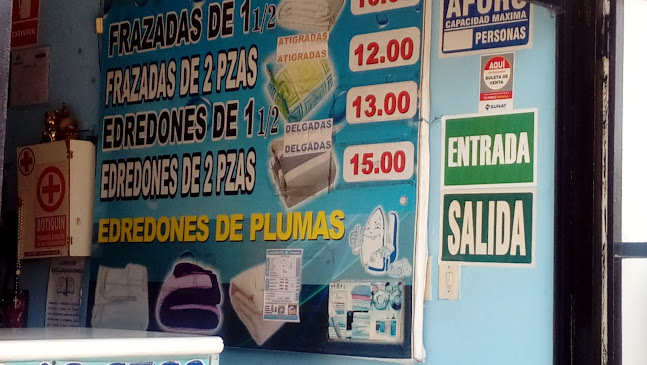 FRAZADAS DE 1 1/2
ATIGRADAS
ATIGRADAS
FRAZADAS DE 2 PZAS
12.00
EDREDONES DE 1 1/2
13.00
DELGADAS
DELGADAS
EDREDONES DE 2 PZAS
15.00
EDREDONES DE PLUMAS
BOTIQUIN
AFORO
CAPACIDAD MAXIMA
PERSONAS
AQUÍ
BOLETA DE
VENTA
SUNAT
ENTRADA
SALIDA